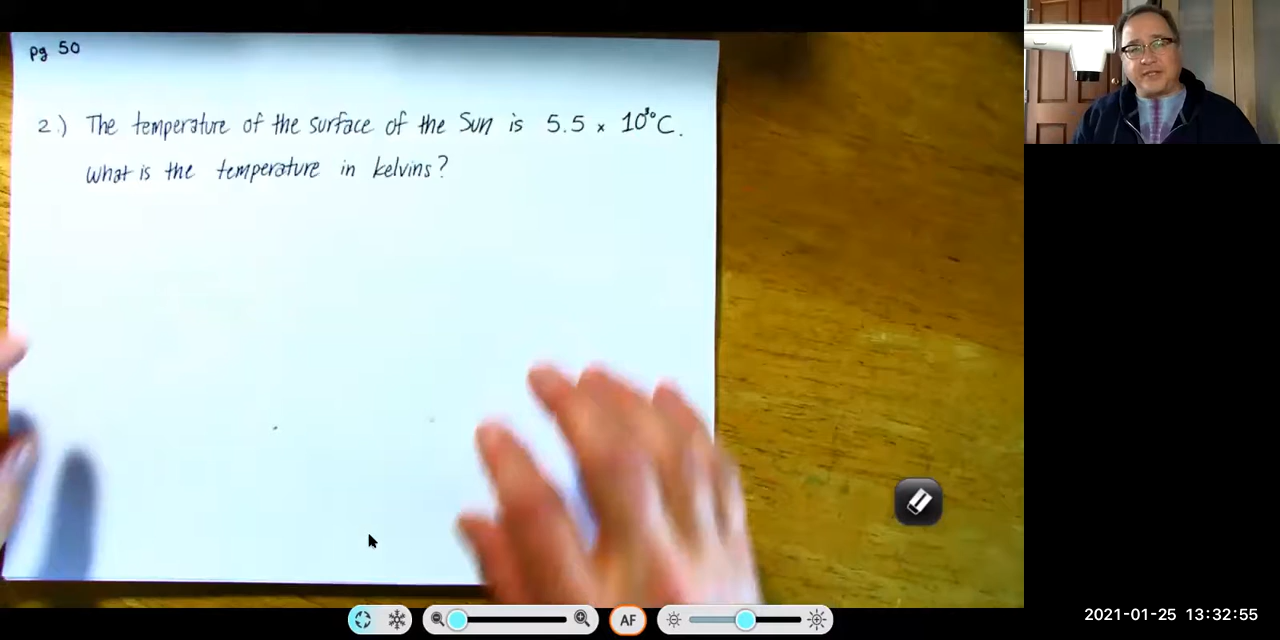 pg 50
2.) The temperature of the surface of the Sun is 5.5 × 10³°C.
What is the temperature in kelvins?
AF
2021-01-25 13:32:55